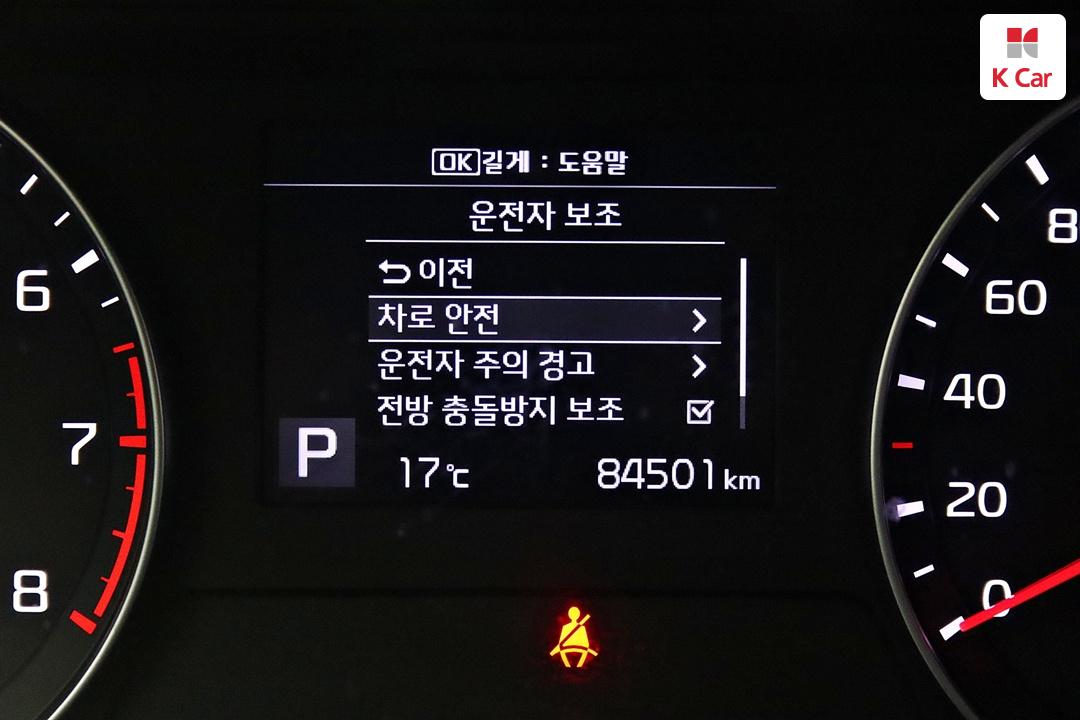 K Car
OK길게 : 도움말
운전자 보조
이전
차로 안전
운전자 주의 경고
전방 충돌방지 보조
P 17℃ 84501km
6
7
8
8
60
40
20
0